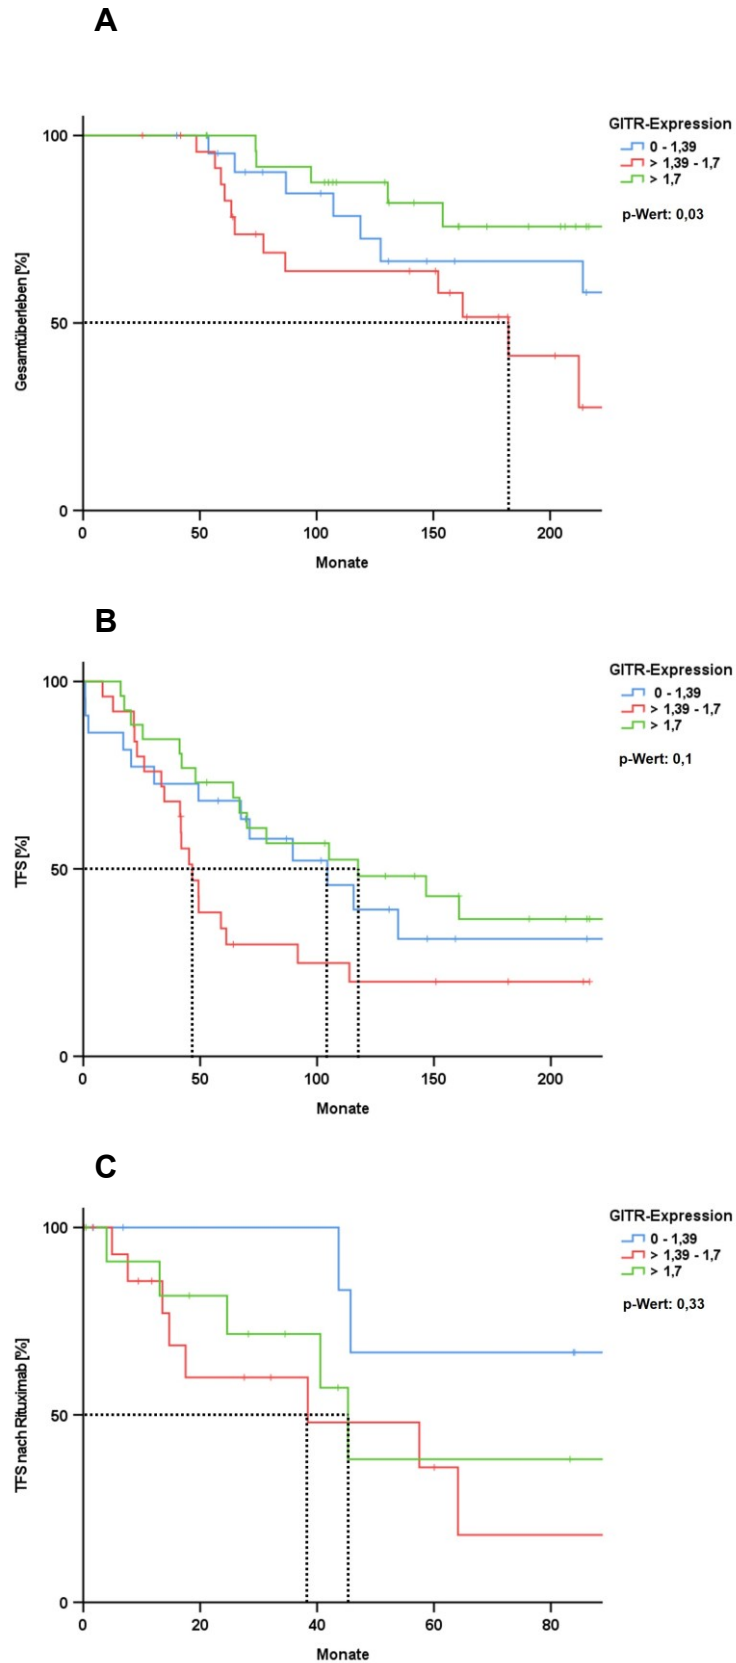 A
GITR-Expression
0 - 1,39
> 1,39 - 1,7
> 1,7
p-Wert: 0,03
Gesamtüberleben [%]
100
50
0
0 50 100 150 200
Monate
B
GITR-Expression
0 - 1,39
> 1,39 - 1,7
> 1,7
p-Wert: 0,1
TFS [%]
100
50
0
0 50 100 150 200
Monate
C
GITR-Expression
0 - 1,39
> 1,39 - 1,7
> 1,7
p-Wert: 0,33
TFS nach Rituximab [%]
100
50
0
0 20 40 60 80
Monate